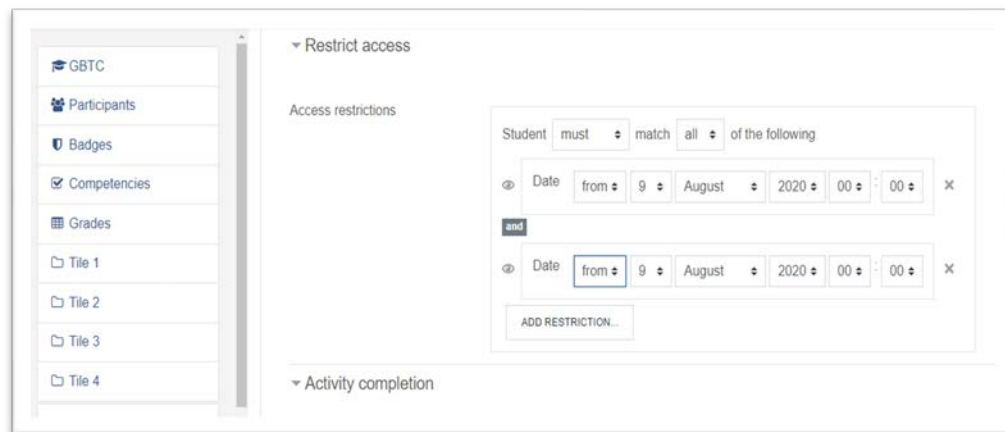 GBTC
Participants
Badges
Competencies
Grades
Tile 1
Tile 2
Tile 3
Tile 4
Restrict access
Access restrictions
Student must match all of the following
Date from 9 August 2020 00 : 00
and
Date from 9 August 2020 00 : 00
ADD RESTRICTION...
Activity completion